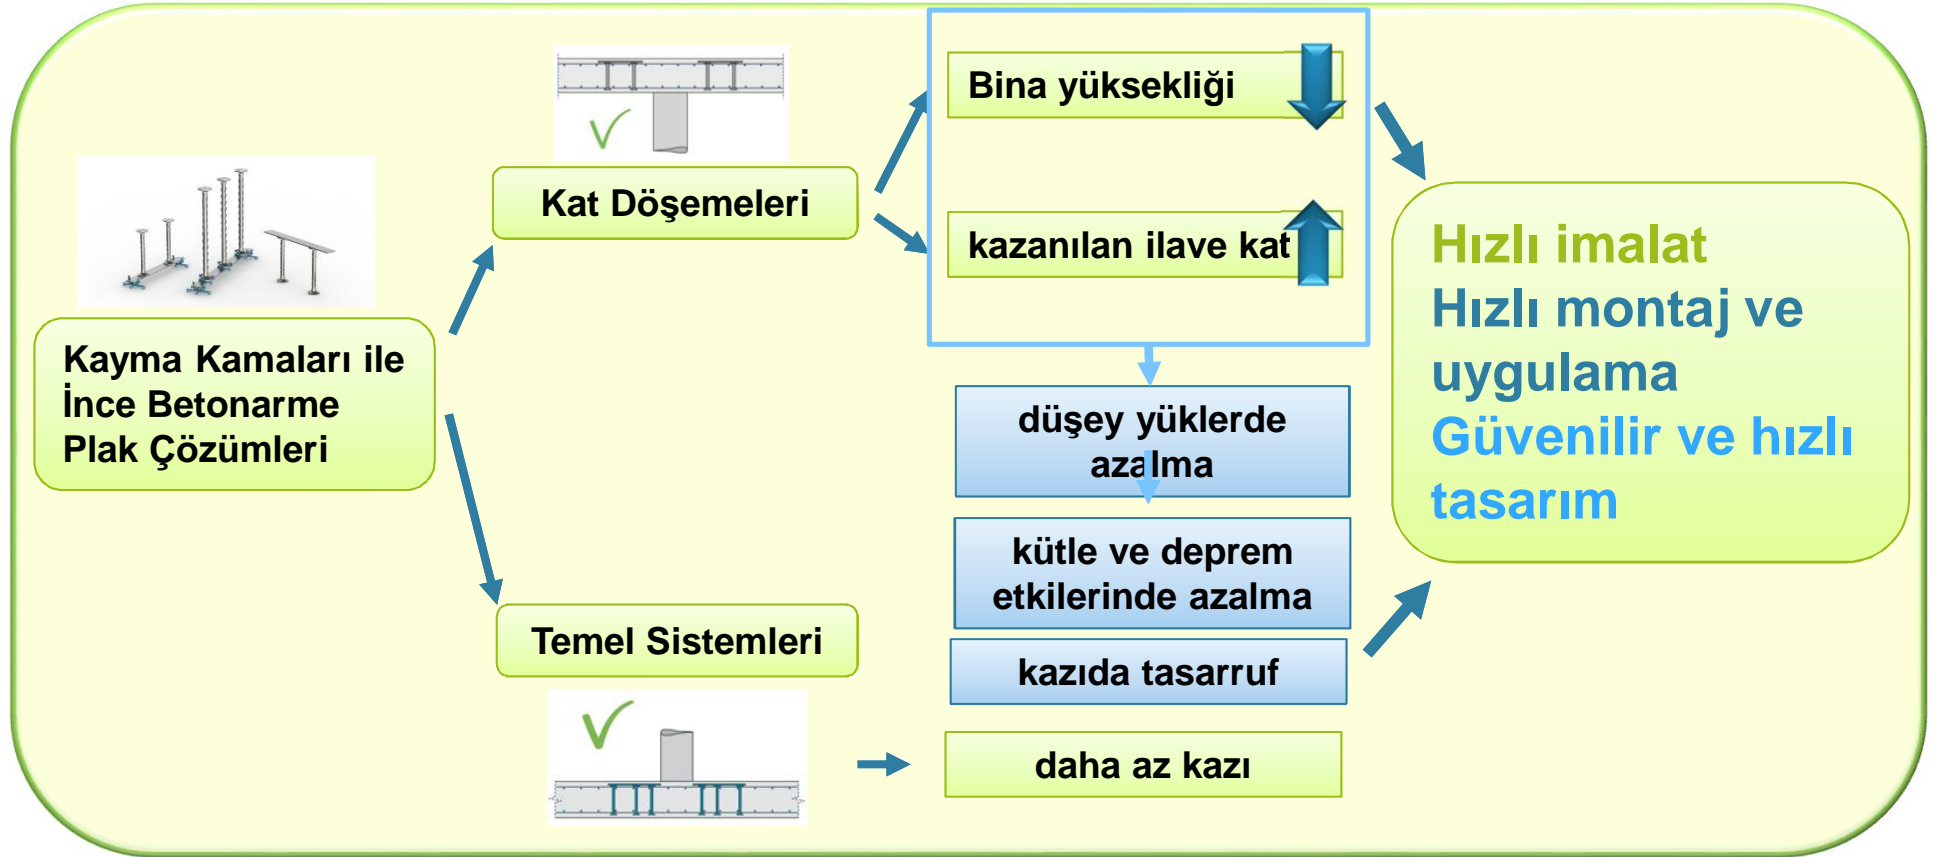 Kayma Kamaları ile
İnce Betonarme
Plak Çözümleri
Kat Döşemeleri
Temel Sistemleri
Bina yüksekliği
kazanılan ilave kat
düşey yüklerde
azalma
kütle ve deprem
etkilerinde azalma
kazıda tasarruf
daha az kazı
Hızlı imalat
Hızlı montaj ve
uygulama
Güvenilir ve hızlı
tasarım